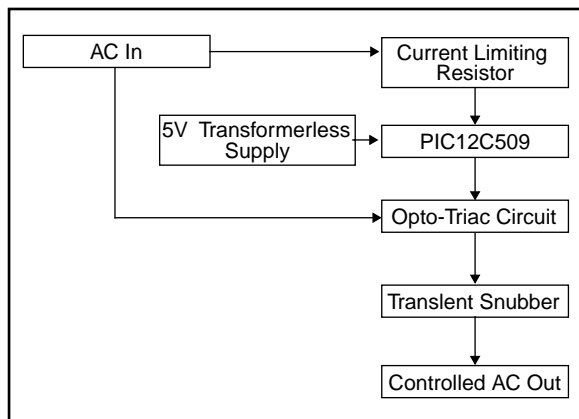 AC In
Current Limiting
Resistor
5V Transformerless
Supply
PIC12C509
Opto-Triac Circuit
Translent Snubber
Controlled AC Out